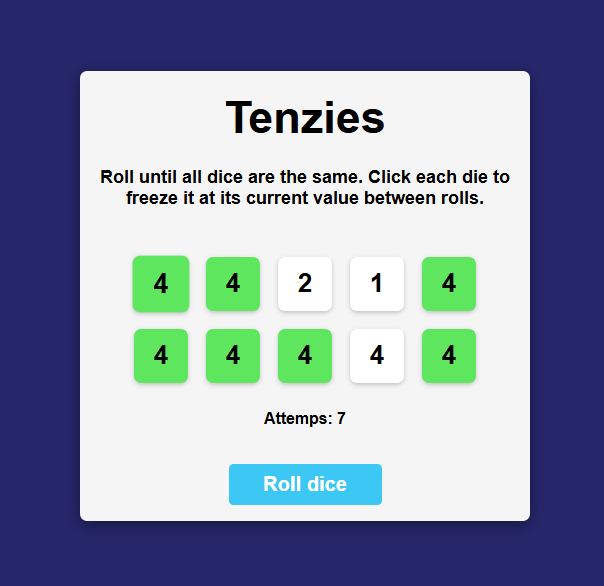 Tenzies
Roll until all dice are the same. Click each die to
freeze it at its current value between rolls.
4 4 2 1 4
4 4 4 4 4
Attemps: 7
Roll dice